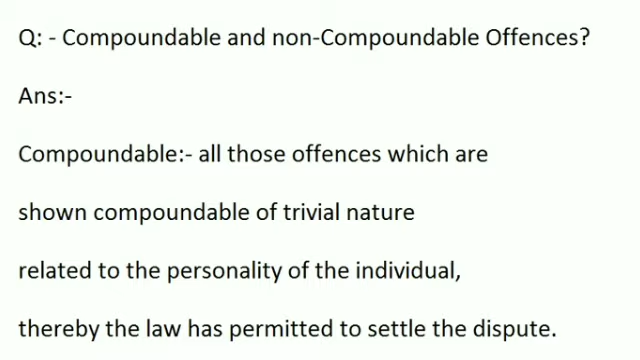 Q: - Compoundable and non-Compoundable Offences?
Ans:-
Compoundable:- all those offences which are
shown compoundable of trivial nature
related to the personality of the individual,
thereby the law has permitted to settle the dispute.